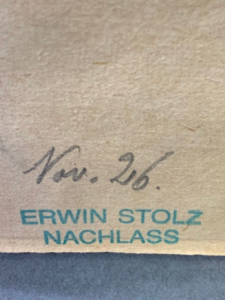 Nov. 26.
ERWIN STOLZ
NACHLASS